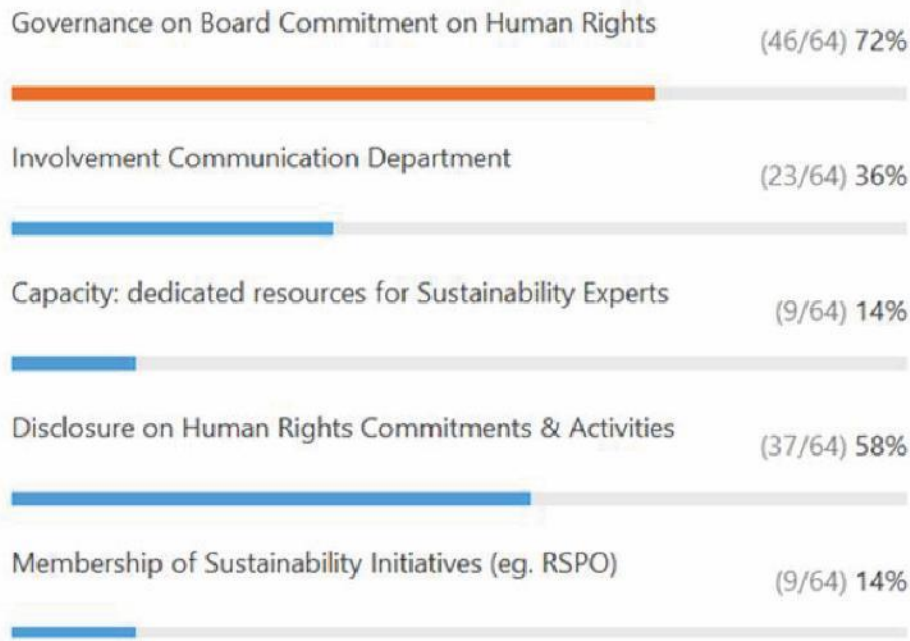 Governance on Board Commitment on Human Rights
(46/64) 72%
Involvement Communication Department
(23/64) 36%
Capacity: dedicated resources for Sustainability Experts
(9/64) 14%
Disclosure on Human Rights Commitments & Activities
(37/64) 58%
Membership of Sustainability Initiatives (eg. RSPO)
(9/64) 14%